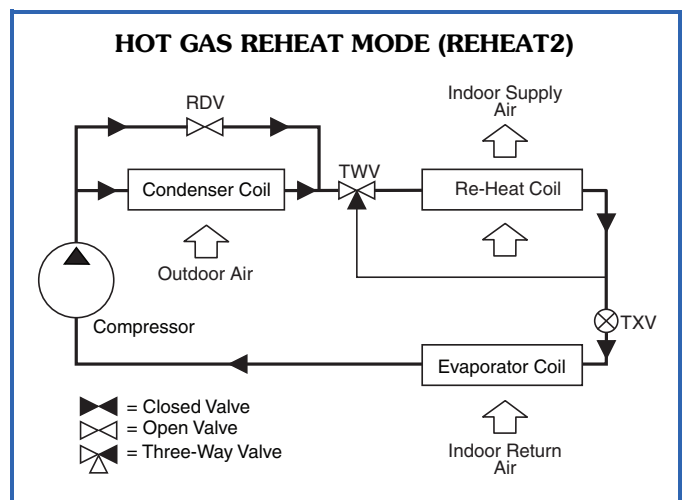 HOT GAS REHEAT MODE (REHEAT2)
Indoor Supply
Air
RDV
TWV
Condenser Coil
Re-Heat Coil
Outdoor Air
Compressor
TXV
Evaporator Coil
= Closed Valve
= Open Valve
= Three-Way Valve
Indoor Return
Air